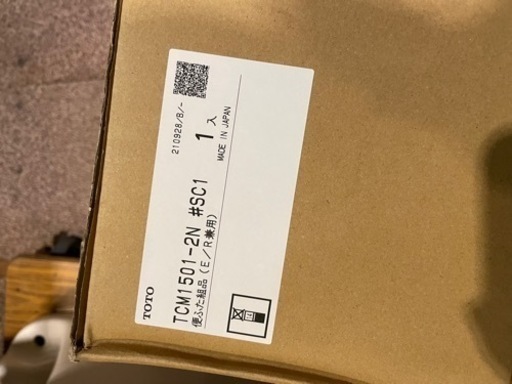 TOTO
TCM1501-2N #SC1
便ふた組品(E/R兼用)
210928/B/-
1入
MADE IN JAPAN